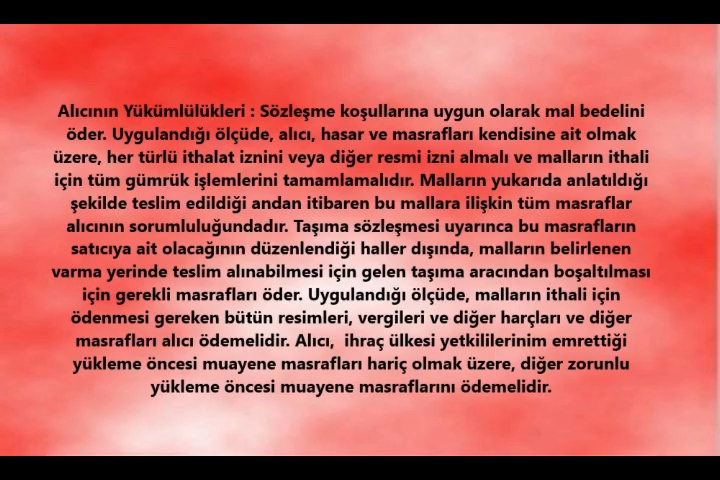 Alıcının Yükümlülükleri : Sözleşme koşullarına uygun olarak mal bedelini
öder. Uygulandığı ölçüde, alıcı, hasar ve masrafları kendisine ait olmak
üzere, her türlü ithalat iznini veya diğer resmi izni almalı ve malların ithali
için tüm gümrük işlemlerini tamamlamalıdır. Malların yukarıda anlatıldığı
şekilde teslim edildiği andan itibaren bu mallara ilişkin tüm masraflar
alıcının sorumluluğundadır. Taşıma sözleşmesi uyarınca bu masrafların
satıcıya ait olacağının düzenlendiği haller dışında, malların belirlenen
varma yerinde teslim alınabilmesi için gelen taşıma aracından boşaltılması
için gerekli masrafları öder. Uygulandığı ölçüde, malların ithali için
ödenmesi gereken bütün resimleri, vergileri ve diğer harçları ve diğer
masrafları alıcı ödemelidir. Alıcı,  ihraç ülkesi yetkililerinim emrettiği
yükleme öncesi muayene masrafları hariç olmak üzere, diğer zorunlu
yükleme öncesi muayene masraflarını ödemelidir.